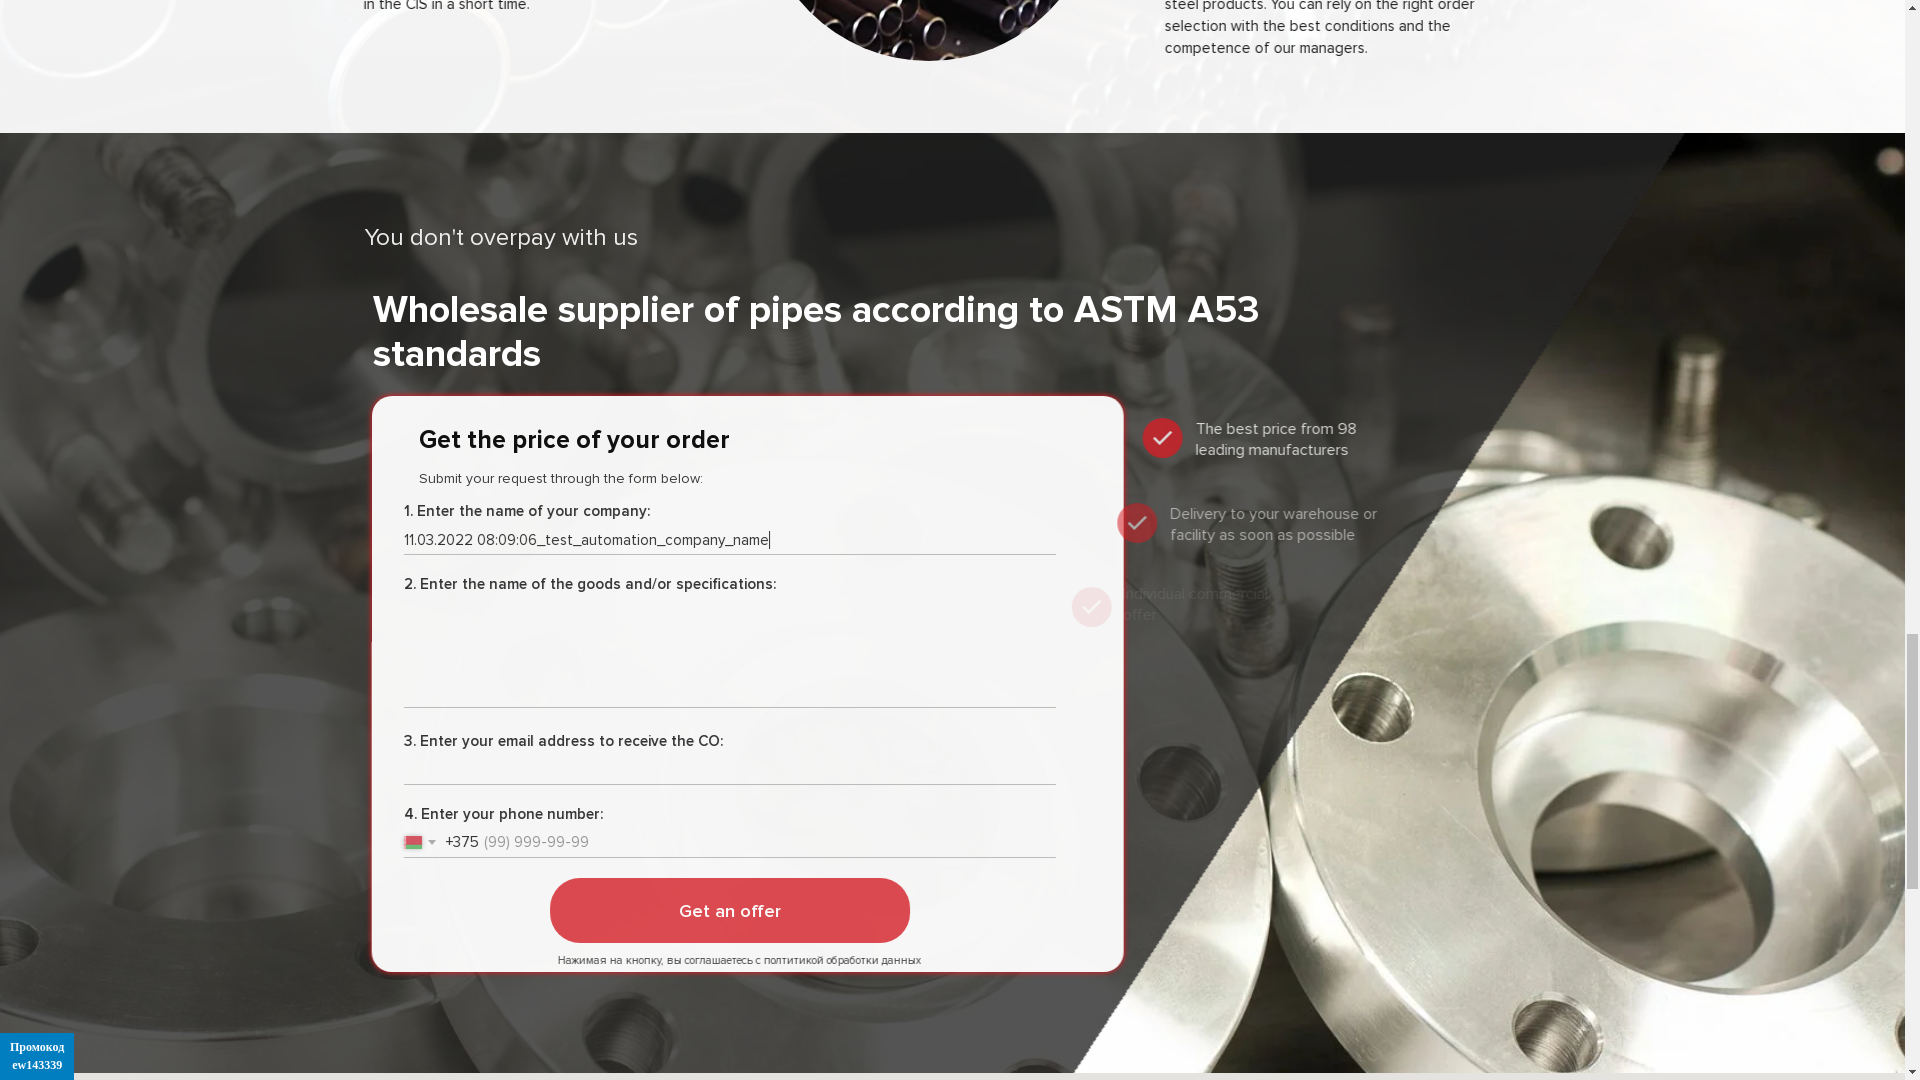 in the CIS in a short time.
steel products. You can rely on the right order
selection with the best conditions and the
competence of our managers.
You don't overpay with us
Wholesale supplier of pipes according to ASTM A53
standards
Get the price of your order
Submit your request through the form below:
1. Enter the name of your company:
11.03.2022 08:09:06_test_automation_company_name
2. Enter the name of the goods and/or specifications:
3. Enter your email address to receive the CO:
4. Enter your phone number:
+375 (99) 999-99-99
Get an offer
Нажимая на кнопку, вы соглашаетесь с полтитикой обработки данных
The best price from 98
leading manufacturers
Delivery to your warehouse or
facility as soon as possible
Individual commercial
offer
Промокод
ew143339